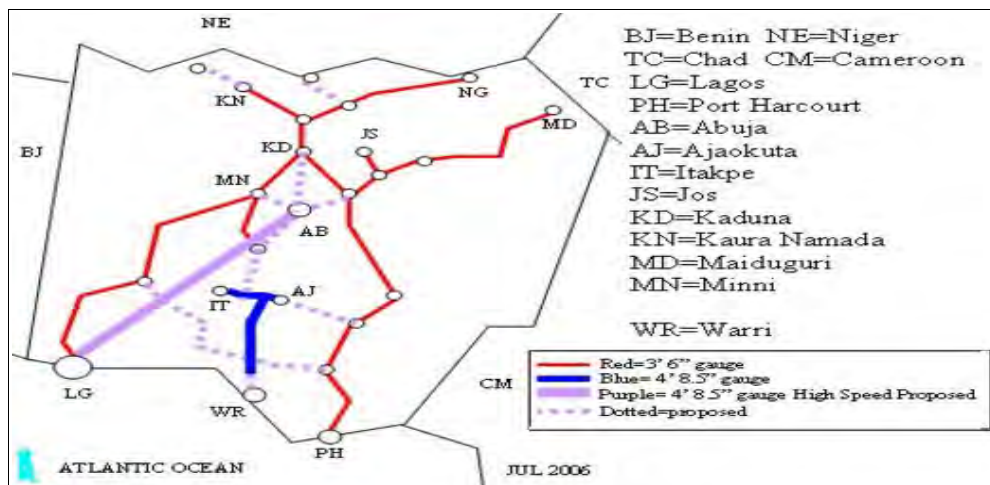 NE
BJ=Benin NE=Niger
TC=Chad CM=Cameroon
TC
LG=Lagos
PH=Port Harcourt
AB=Abuja
AJ=Ajaokuta
IT=Itakpe
JS=Jos
KD=Kaduna
KN=Kaura Namada
MD=Maiduguri
MN=Minni
WR=Warri
KN
NG
MD
JS
BJ
KD
MN
AB
IT
AJ
LG
WR
PH
CM
Red=3' 6" gauge
Blue= 4' 8.5" gauge
Purple= 4' 8.5" gauge High Speed Proposed
Dotted=proposed
ATLANTIC OCEAN
JUL 2006